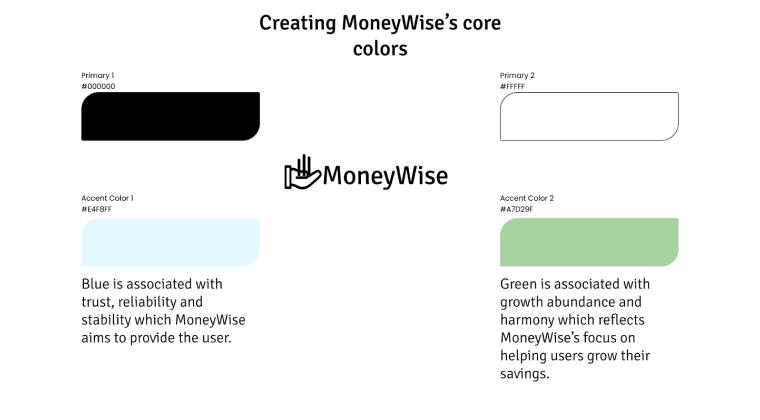 Creating MoneyWise's core
colors
Primary 1
#000000
Primary 2
#FFFFF
MoneyWise
Accent Color 1
#E4F8FF
Accent Color 2
#A7D29F
Blue is associated with
trust, reliability and
stability which MoneyWise
aims to provide the user.
Green is associated with
growth abundance and
harmony which reflects
MoneyWise's focus on
helping users grow their
savings.